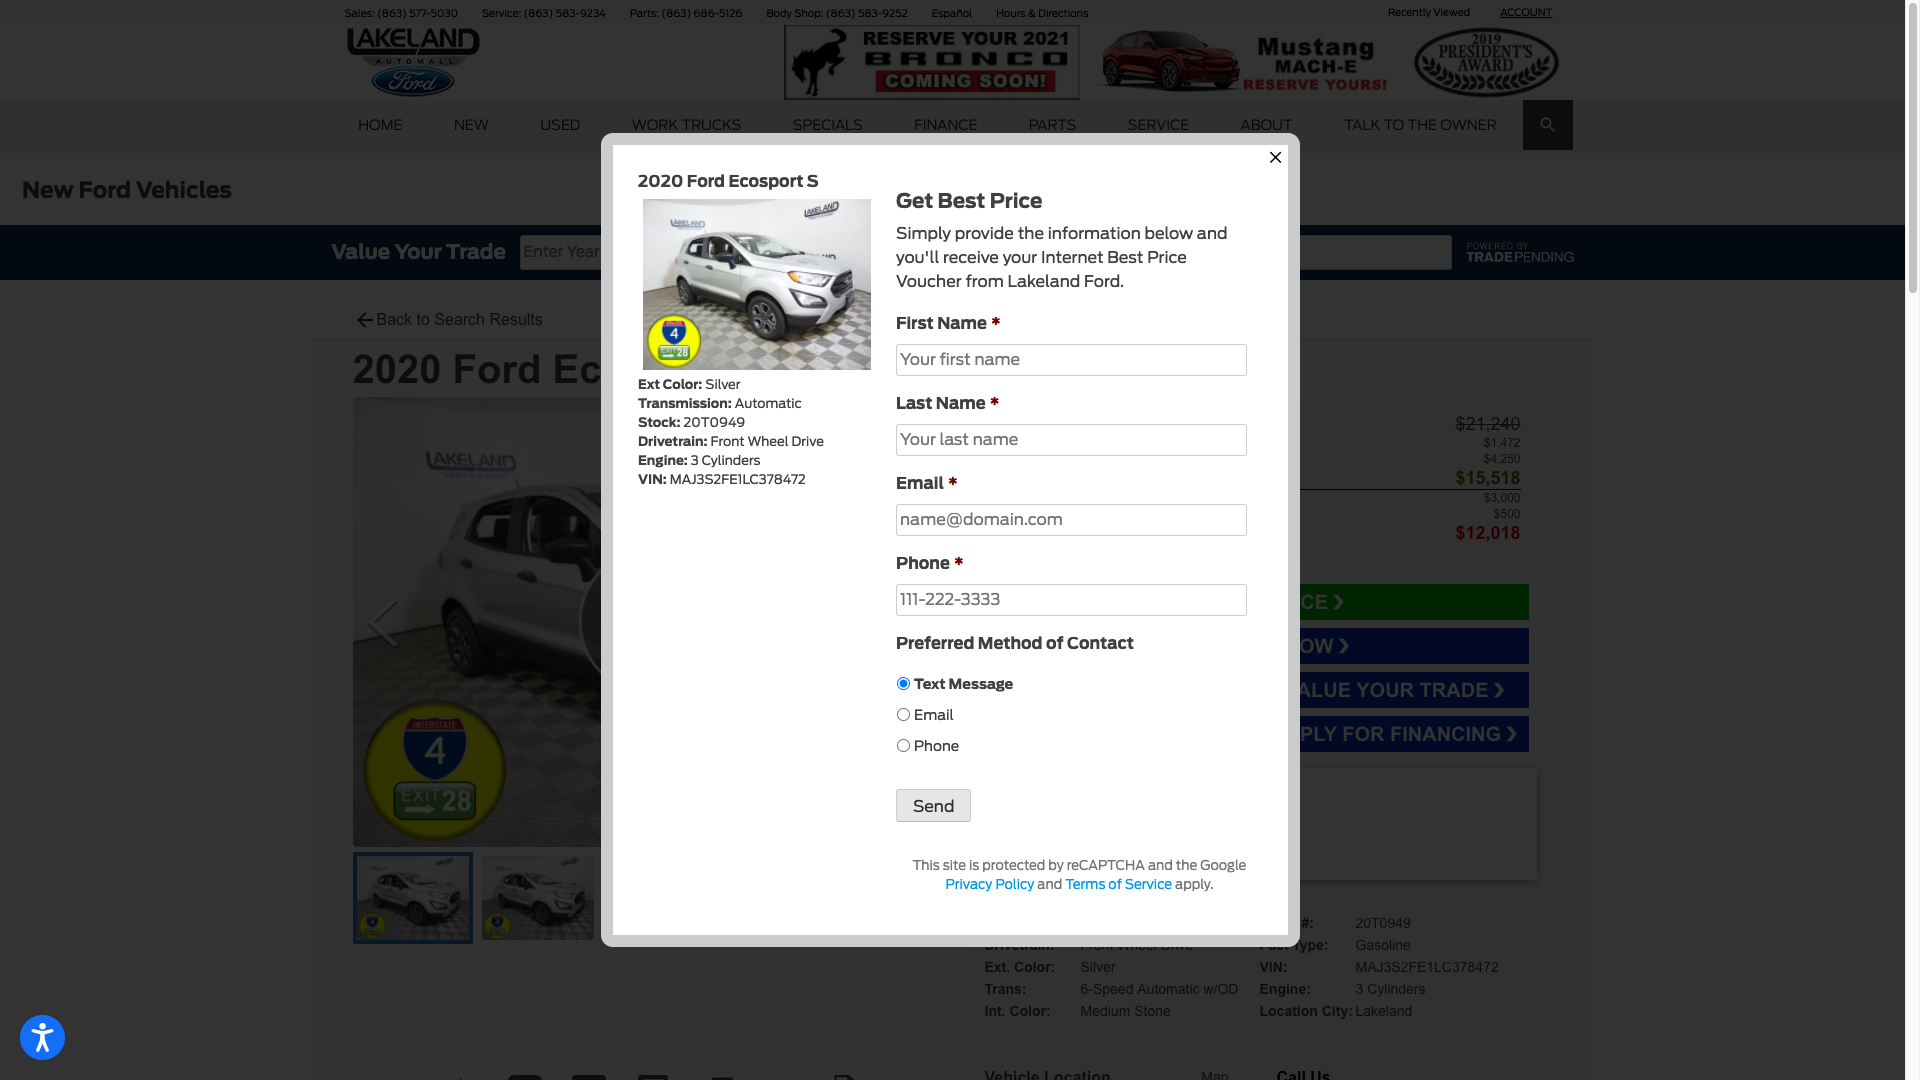 Sales: (863) 577-5030 Service: (863) 583-9234 Parts: (863) 686-5126 Body Shop: (863) 583-9252 Español Hours & Directions Recently Viewed ACCOUNT
LAKELAND
AUTOMALL
Ford
RESERVE YOUR 2021
BRONCO
COMING SOON!
Mustang
MACH-E
RESERVE YOURS!
2019
PRESIDENT'S
AWARD
HOME NEW USED WORK TRUCKS SPECIALS FINANCE PARTS SERVICE ABOUT TALK TO THE OWNER
New Ford Vehicles
Value Your Trade Enter Year
POWERED BY
TRADEPENDING
Back to Search Results
2020 Ford Ec
LAKELAND
INTERSTATE
4
EXIT 28
$21,240
$1,472
$4,250
$15,518
$3,000
$500
$12,018
CE ❯
OW ❯
ALUE YOUR TRADE ❯
PLY FOR FINANCING ❯
2020 Ford Ecosport S
LAKELAND
LAKELAND
4
28
Ext Color: Silver
Transmission: Automatic
Stock: 20T0949
Drivetrain: Front Wheel Drive
Engine: 3 Cylinders
VIN: MAJ3S2FE1LC378472
Get Best Price
Simply provide the information below and
you'll receive your Internet Best Price
Voucher from Lakeland Ford.
First Name *
Your first name
Last Name *
Your last name
Email *
name@domain.com
Phone *
111-222-3333
Preferred Method of Contact
Text Message
Email
Phone
Send
This site is protected by reCAPTCHA and the Google
Privacy Policy and Terms of Service apply.
#: 20T0949
Drivetrain: Front Wheel Drive Fuel Type: Gasoline
Ext. Color: Silver VIN: MAJ3S2FE1LC378472
Trans: 6-Speed Automatic w/OD Engine: 3 Cylinders
Int. Color: Medium Stone Location City: Lakeland
Vehicle Location Map Call Us